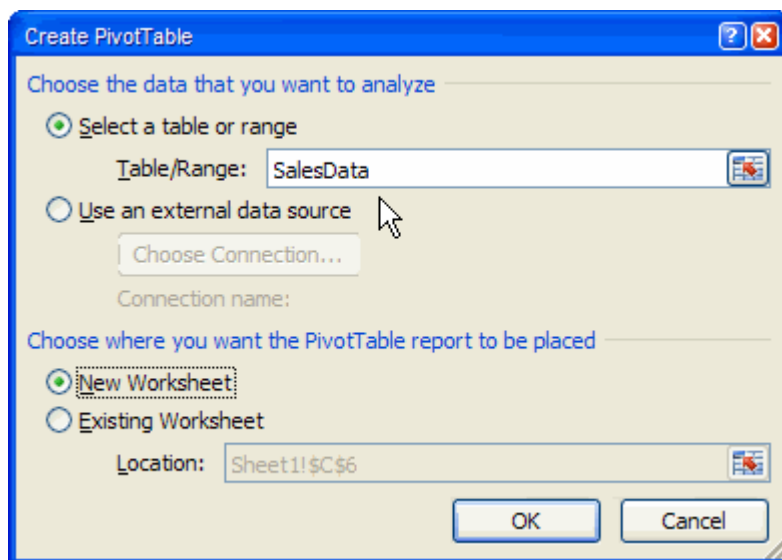 Create PivotTable
Choose the data that you want to analyze
Select a table or range
Table/Range: SalesData
Use an external data source
Choose Connection...
Connection name:
Choose where you want the PivotTable report to be placed
New Worksheet
Existing Worksheet
Location: Sheet1!$C$6
OK Cancel